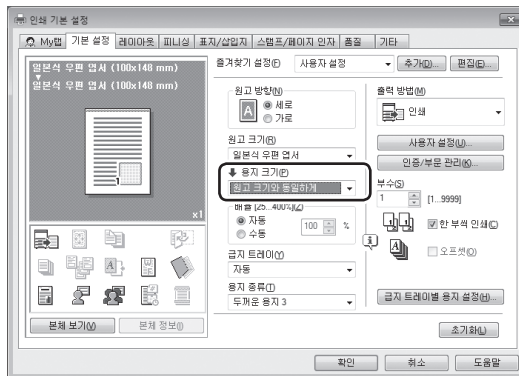 인쇄 기본 설정
My탭
기본 설정
레이아웃
피니싱
표지/삽입지
스탬프/페이지 인자
품질
기타
일본식 우편 엽서 (100x148 mm)
일본식 우편 엽서 (100x148 mm)
x1
본체 보기(V)
본체 정보(I)
즐겨찾기 설정(F)
사용자 설정
추가(D)...
편집(E)...
원고 방향(N)
A
세로
가로
원고 크기(R)
일본식 우편 엽서
용지 크기(P)
원고 크기와 동일하게
배율 [25...400%](Z)
자동
수동
100
%
급지 트레이(Y)
자동
용지 종류(T)
두꺼운 용지 3
출력 방법(M)
인쇄
사용자 설정(U)...
인증/부문 관리(K)...
부수(S)
1
[1...9999]
한 부씩 인쇄(C)
오프셋(O)
급지 트레이별 용지 설정(H)...
초기화(L)
확인
취소
도움말